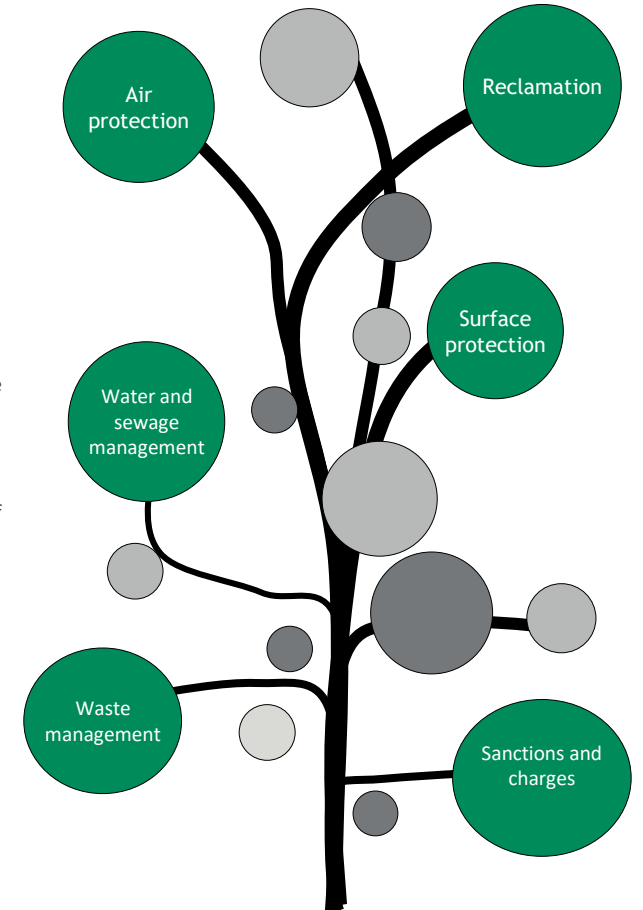 Air
protection
Reclamation
Surface
protection
Water and
sewage
management
Waste
management
Sanctions and
charges